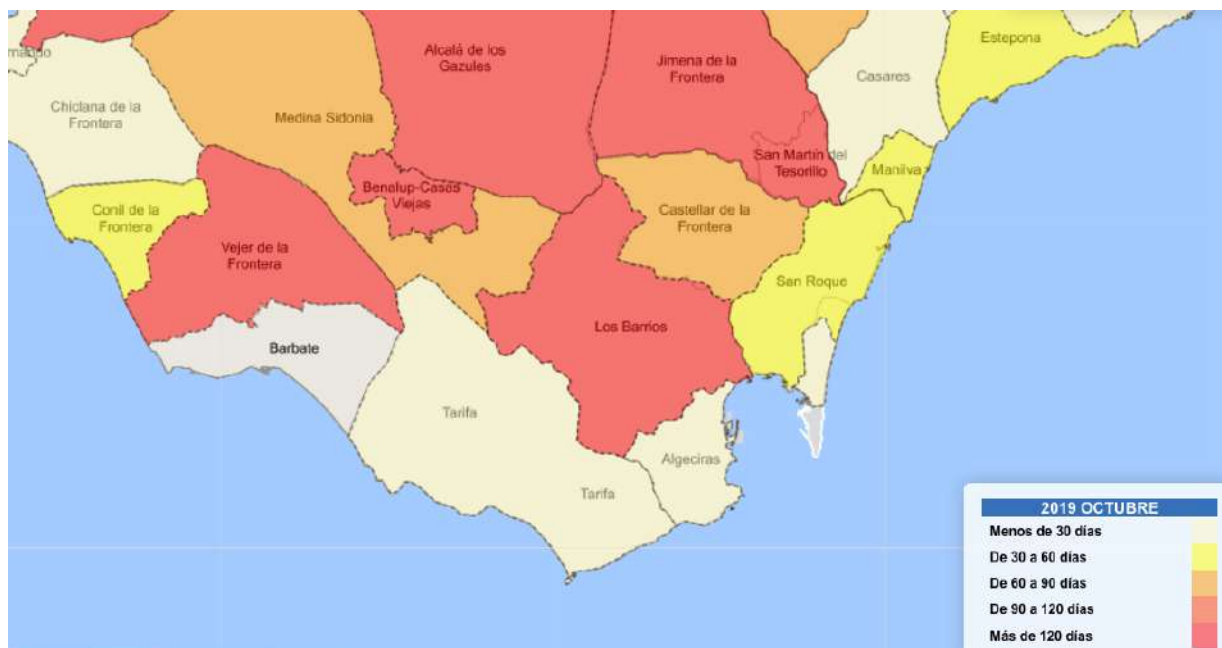 Estepona
Alcalá de los
Gazules
Jimena de la
Frontera
Casares
Chiclana de la
Frontera
Medina Sidonia
San Martín del
Tesorillo
Manilva
Benalup-Casas
Viejas
Conil de la
Frontera
Castellar de la
Frontera
Vejer de la
Frontera
San Roque
Los Barrios
Barbate
Tarifa
Algeciras
Tarifa
2019 OCTUBRE
Menos de 30 días
De 30 a 60 días
De 60 a 90 días
De 90 a 120 días
Más de 120 días